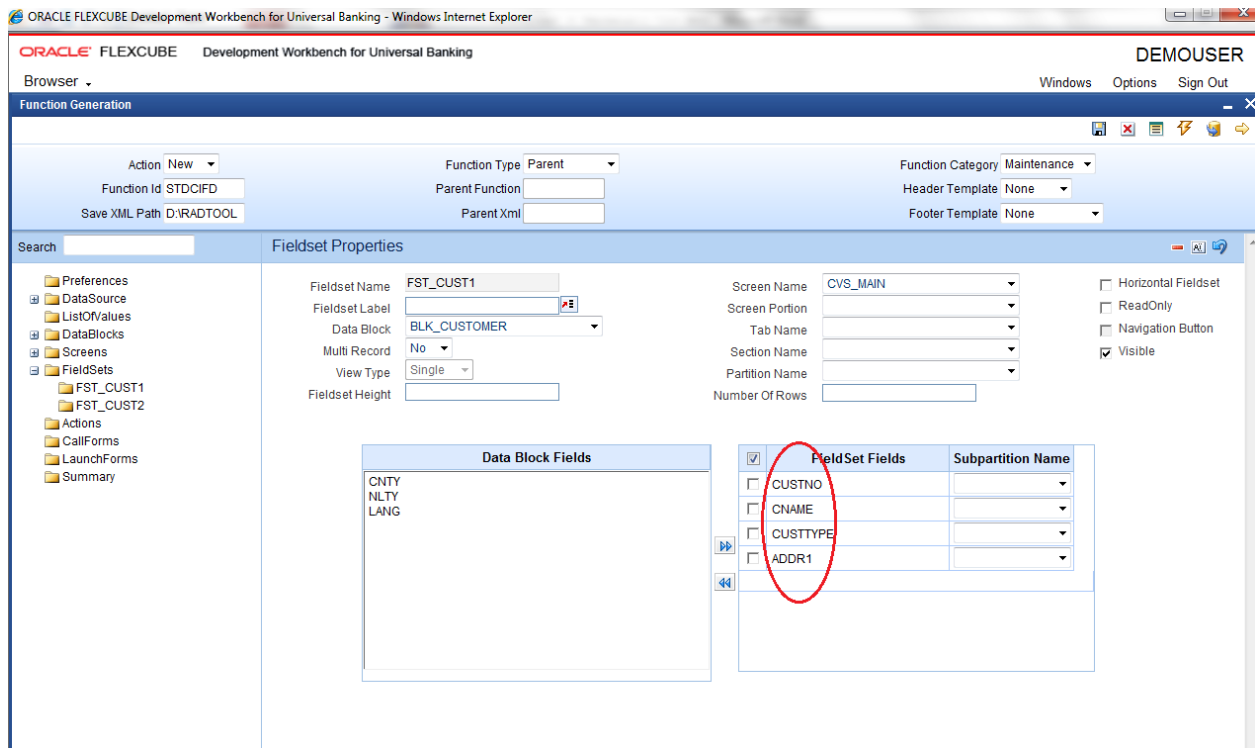 ORACLE FLEXCUBE Development Workbench for Universal Banking - Windows Internet Explorer
ORACLE FLEXCUBE Development Workbench for Universal Banking
DEMOUSER
Browser
Windows Options Sign Out
Function Generation
Action New Function Type Parent Function Category Maintenance
Function Id STDCIFD Parent Function Header Template None
Save XML Path D:\RADTOOL Parent Xml Footer Template None
Search
Preferences
DataSource
ListOfValues
DataBlocks
Screens
FieldSets
FST_CUST1
FST_CUST2
Actions
CallForms
LaunchForms
Summary
Fieldset Properties
Fieldset Name FST_CUST1 Screen Name CVS_MAIN Horizontal Fieldset
Fieldset Label Screen Portion ReadOnly
Data Block BLK_CUSTOMER Tab Name Navigation Button
Multi Record No Section Name Visible
View Type Single Partition Name
Fieldset Height Number Of Rows
Data Block Fields
CNTY
NLTY
LANG
FieldSet Fields Subpartition Name
CUSTNO
CNAME
CUSTTYPE
ADDR1